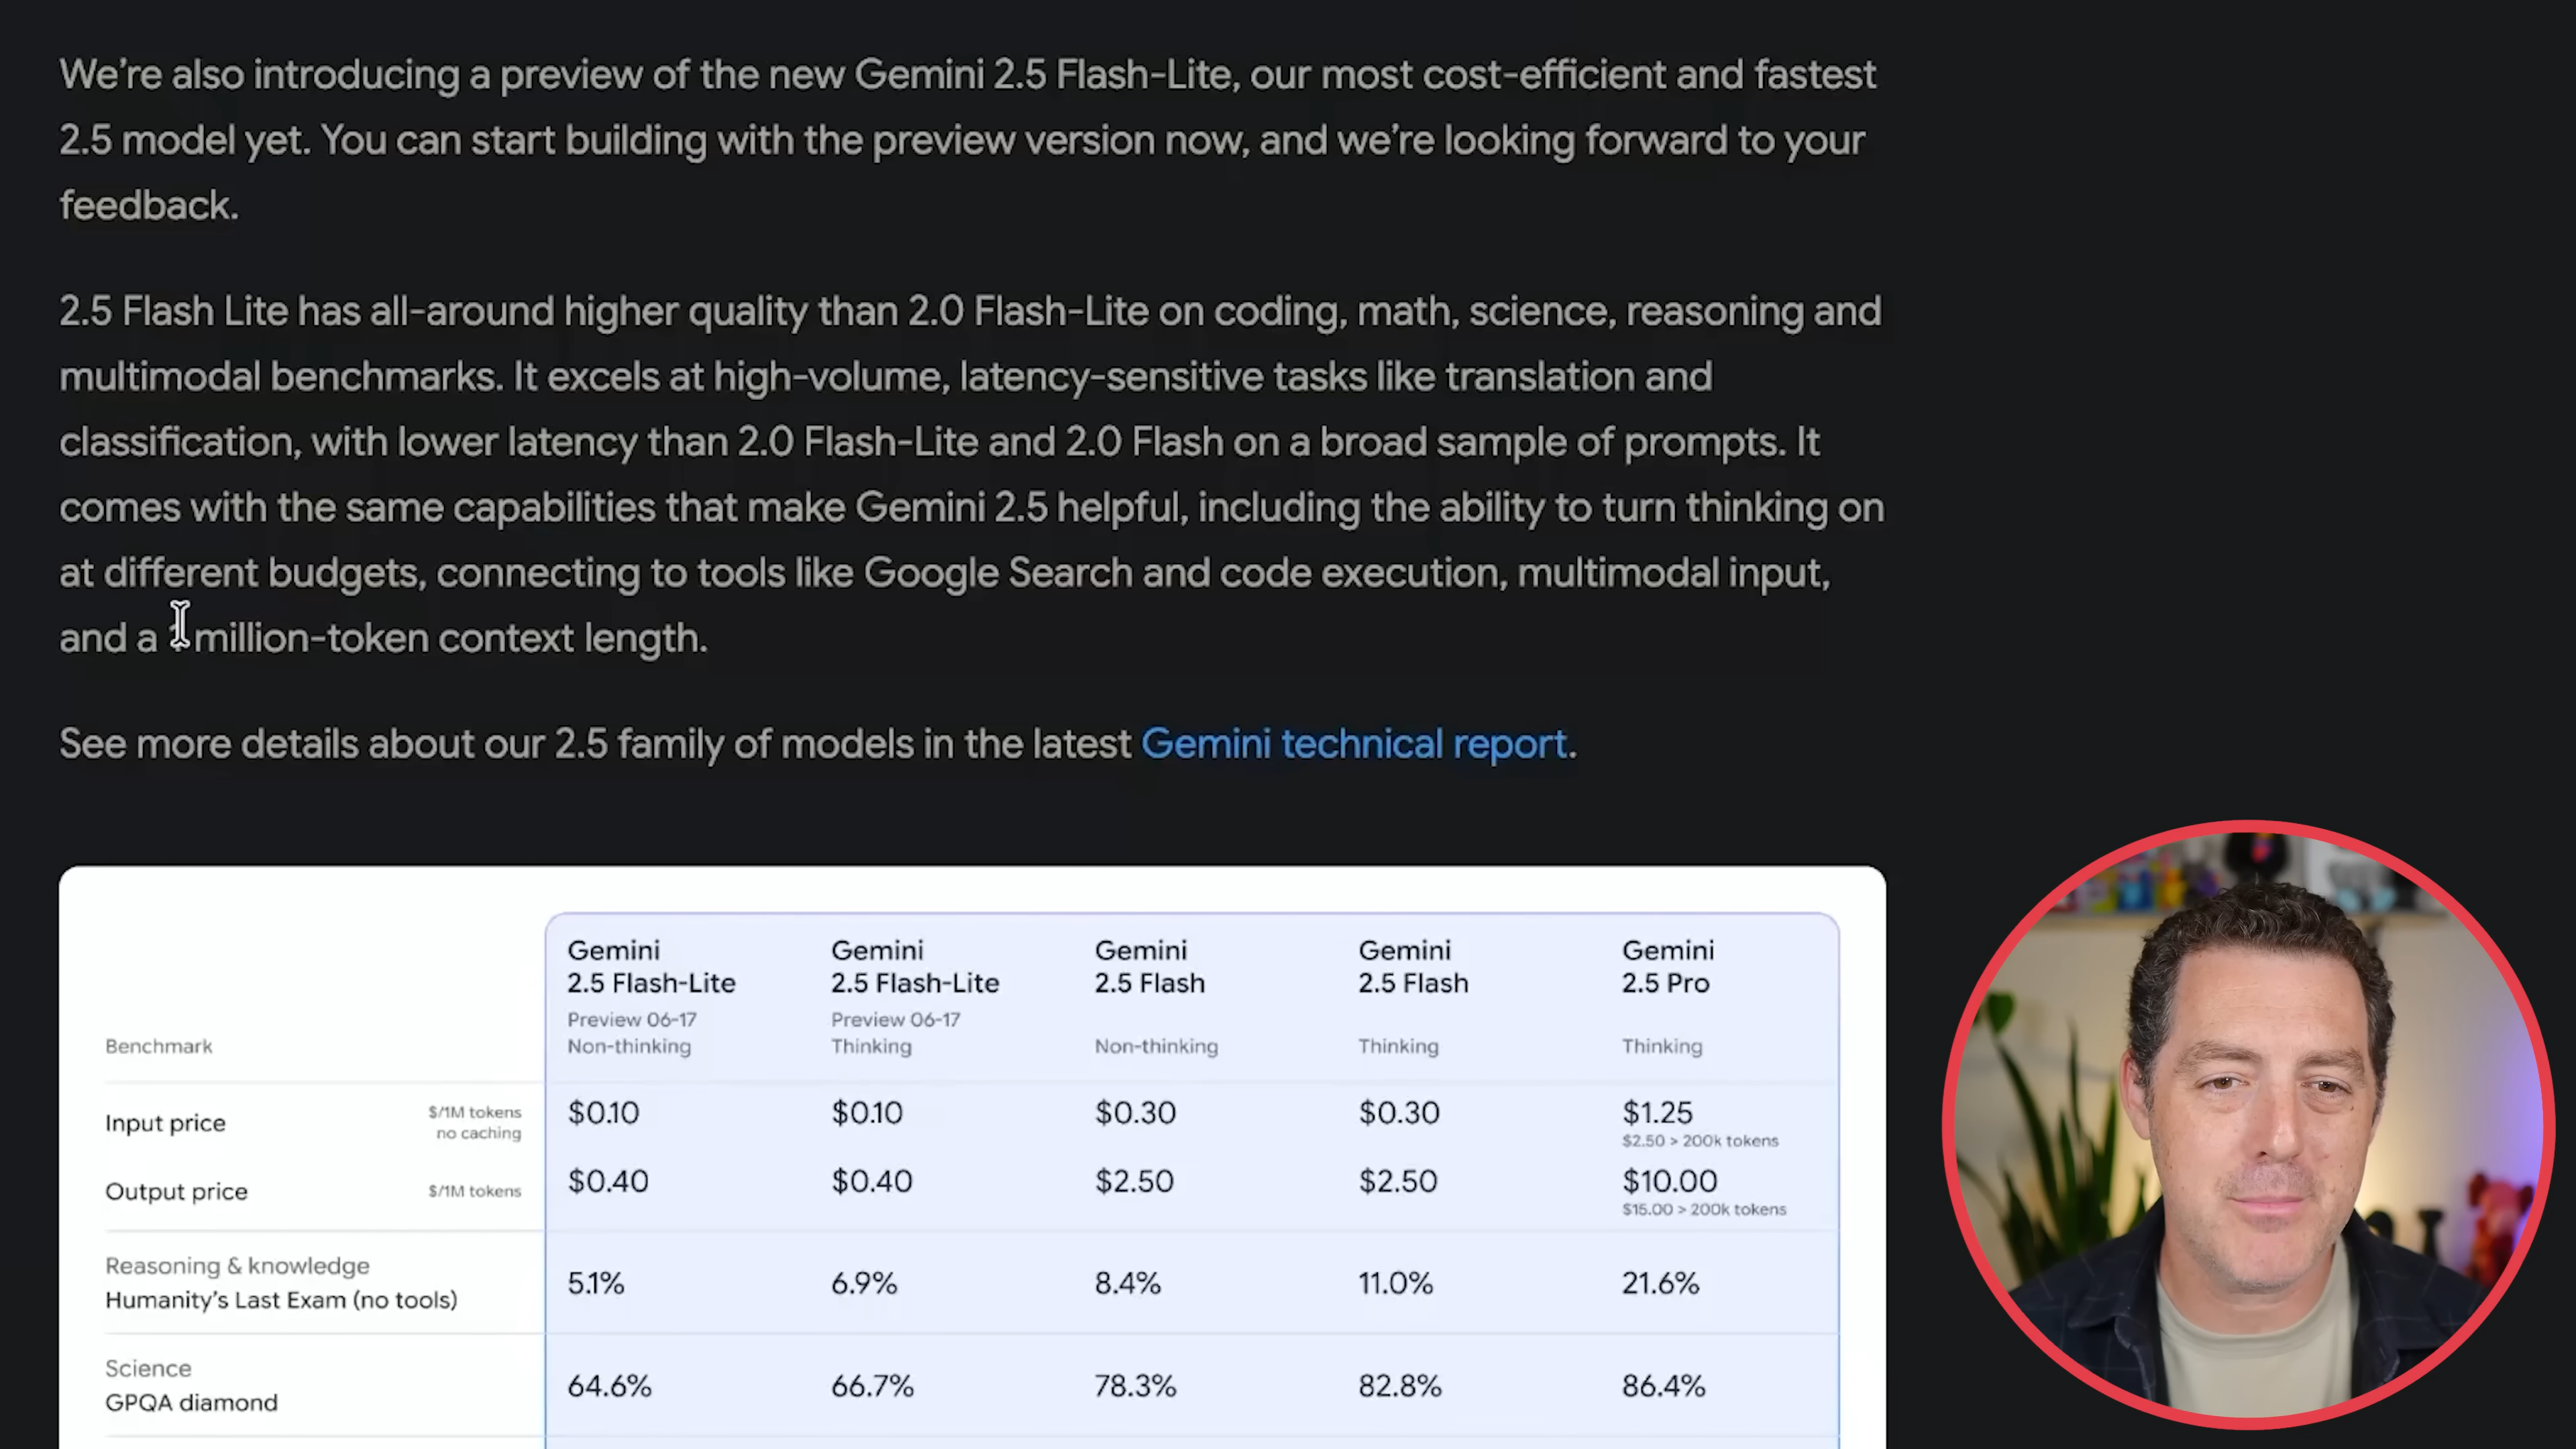 We're also introducing a preview of the new Gemini 2.5 Flash-Lite, our most cost-efficient and fastest
2.5 model yet. You can start building with the preview version now, and we're looking forward to your
feedback.
2.5 Flash Lite has all-around higher quality than 2.0 Flash-Lite on coding, math, science, reasoning and
multimodal benchmarks. It excels at high-volume, latency-sensitive tasks like translation and
classification, with lower latency than 2.0 Flash-Lite and 2.0 Flash on a broad sample of prompts. It
comes with the same capabilities that make Gemini 2.5 helpful, including the ability to turn thinking on
at different budgets, connecting to tools like Google Search and code execution, multimodal input,
and a million-token context length.
See more details about our 2.5 family of models in the latest Gemini technical report.
Gemini Gemini Gemini Gemini Gemini
2.5 Flash-Lite 2.5 Flash-Lite 2.5 Flash 2.5 Flash 2.5 Pro
Preview 06-17 Preview 06-17
Benchmark Non-thinking Thinking Non-thinking Thinking Thinking
Input price $/1M tokens no caching $0.10 $0.10 $0.30 $0.30 $1.25
$2.50 > 200k tokens
Output price $/1M tokens $0.40 $0.40 $2.50 $2.50 $10.00
$15.00 > 200k tokens
Reasoning & knowledge
Humanity's Last Exam (no tools) 5.1% 6.9% 8.4% 11.0% 21.6%
Science
GPQA diamond 64.6% 66.7% 78.3% 82.8% 86.4%